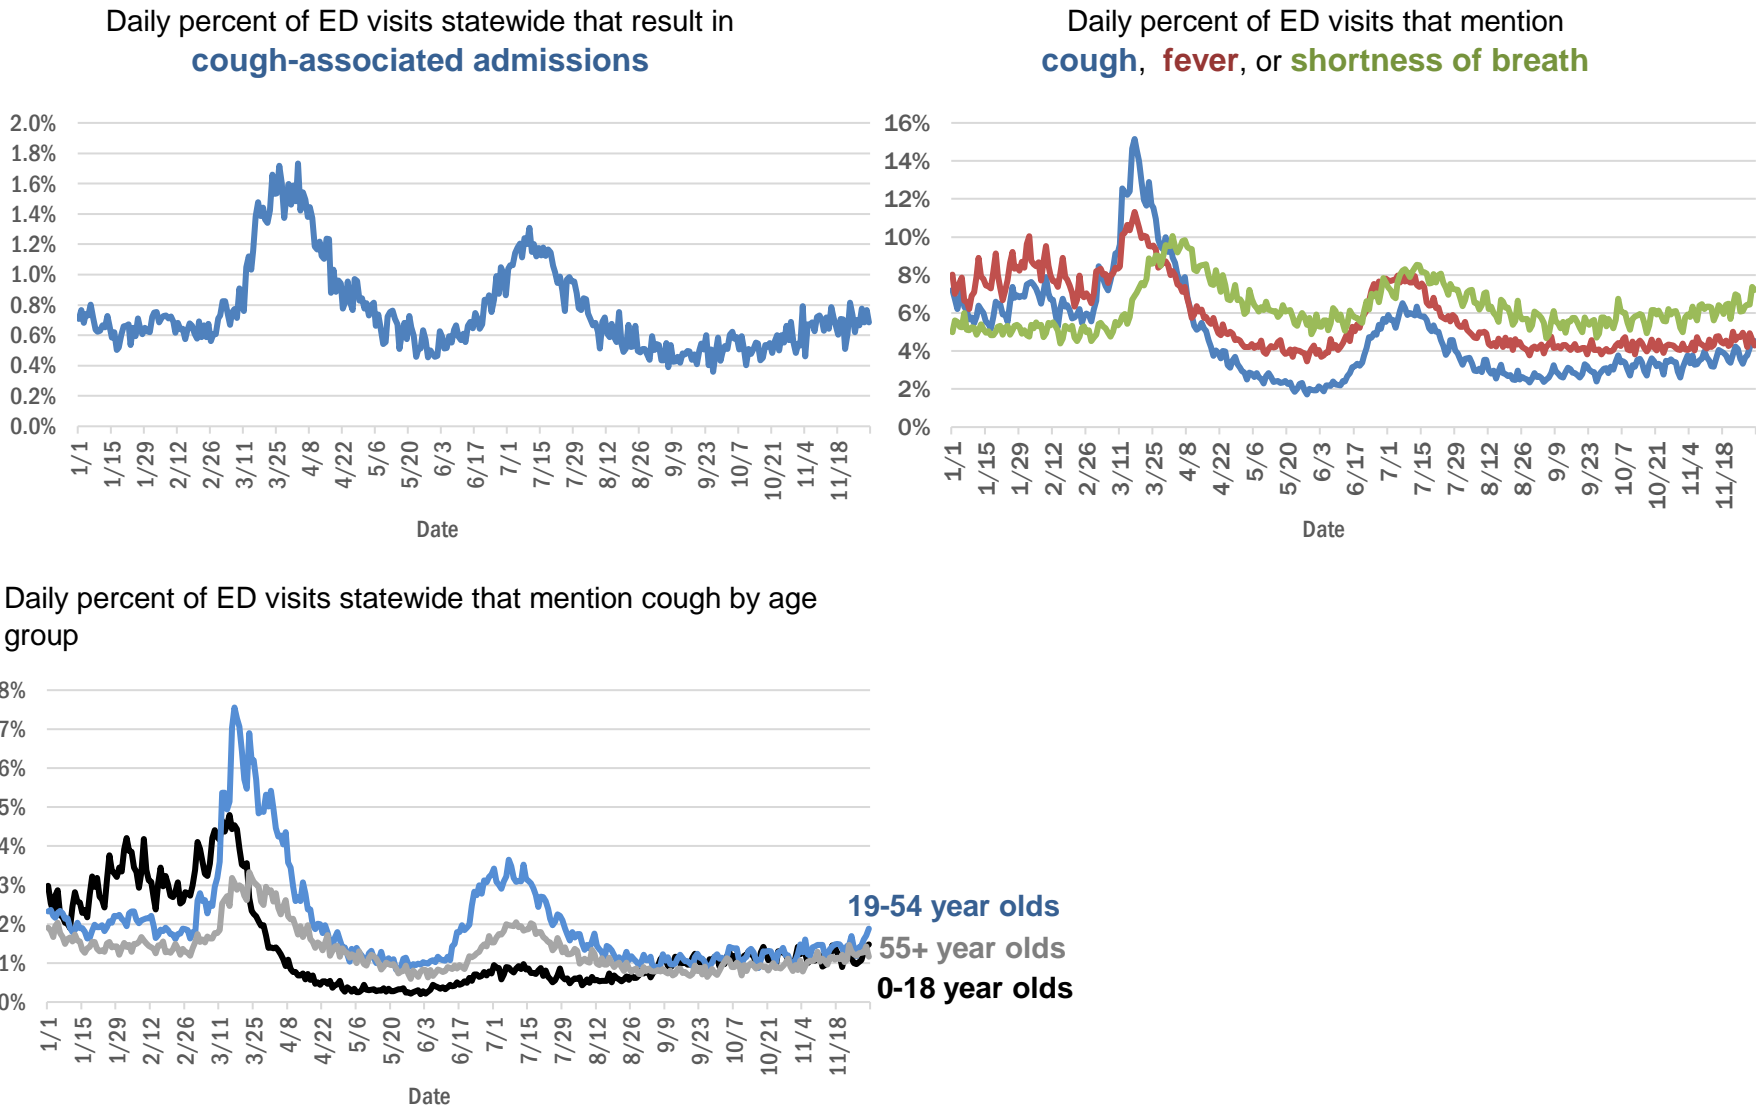 Daily percent of ED visits statewide that result in
cough-associated admissions
2.0%
1.8%
1.6%
1.4%
1.2%
1.0%
0.8%
0.6%
0.4%
0.2%
0.0%
1/1 1/15 1/29 2/12 2/26 3/11 3/25 4/8 4/22 5/6 5/20 6/3 6/17 7/1 7/15 7/29 8/12 8/26 9/9 9/23 10/7 10/21 11/4 11/18
Date
Daily percent of ED visits that mention
cough, fever, or shortness of breath
16%
14%
12%
10%
8%
6%
4%
2%
0%
1/1 1/15 1/29 2/12 2/26 3/11 3/25 4/8 4/22 5/6 5/20 6/3 6/17 7/1 7/15 7/29 8/12 8/26 9/9 9/23 10/7 10/21 11/4 11/18
Date
Daily percent of ED visits statewide that mention cough by age
group
8%
7%
6%
5%
4%
3%
2%
1%
0%
1/1 1/15 1/29 2/12 2/26 3/11 3/25 4/8 4/22 5/6 5/20 6/3 6/17 7/1 7/15 7/29 8/12 8/26 9/9 9/23 10/7 10/21 11/4 11/18
Date
19-54 year olds
55+ year olds
0-18 year olds